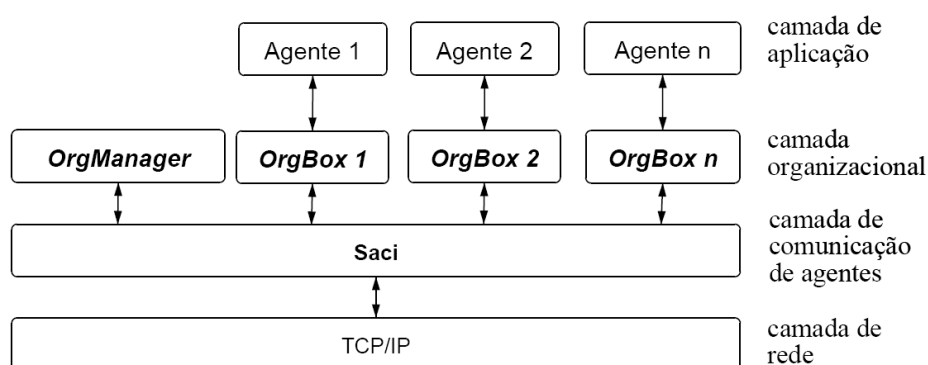 Agente 1
Agente 2
Agente n
camada de
aplicação
OrgManager
OrgBox 1
OrgBox 2
OrgBox n
camada
organizacional
Saci
camada de
comunicação
de agentes
TCP/IP
camada de
rede